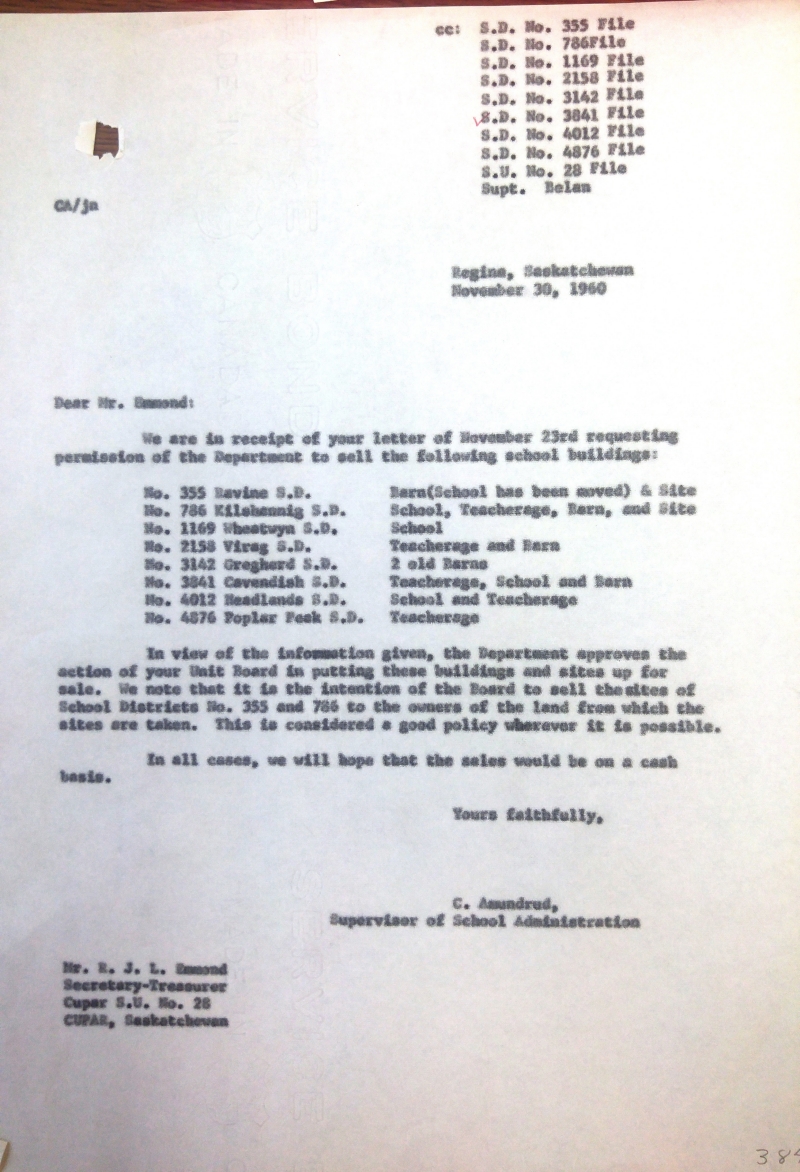 cc: S.D. No. 355 File
S.D. No. 786File
S.D. No. 1169 File
S.D. No. 2158 File
S.D. No. 3142 File
S.D. No. 3841 File
S.D. No. 4012 File
S.D. No. 4876 File
S.U. No. 28 File
Supt. Belan
CA/jn
Regina, Saskatchewan
November 30, 1960
Dear Mr. Emmond:
We are in receipt of your letter of November 23rd requesting
permission of the Department to sell the following school buildings:
No. 355 Ravine S.D. Barn(School has been moved) & Site
No. 786 Kilshennig S.D. School, Teacherage, Barn, and Site
No. 1169 Wheatwyn S.D. School
No. 2158 Virag S.D. Teacherage and Barn
No. 3142 Gregherd S.D. 2 old Barns
No. 3841 Cavendish S.D. Teacherage, School and Barn
No. 4012 Headlands S.D. School and Teacherage
No. 4876 Poplar Peek S.D. Teacherage
In view of the information given, the Department approves the
action of your Unit Board in putting these buildings and sites up for
sale. We note that it is the intention of the Board to sell thesites of
School Districts No. 355 and 786 to the owners of the land from which the
sites are taken. This is considered a good policy wherever it is possible.
In all cases, we will hope that the sales would be on a cash
basis.
Yours faithfully,
C. Amundrud,
Supervisor of School Administration
Mr. R. J. L. Emmond
Secretary-Treasurer
Cupar S.U. No. 28
CUPAR, Saskatchewan